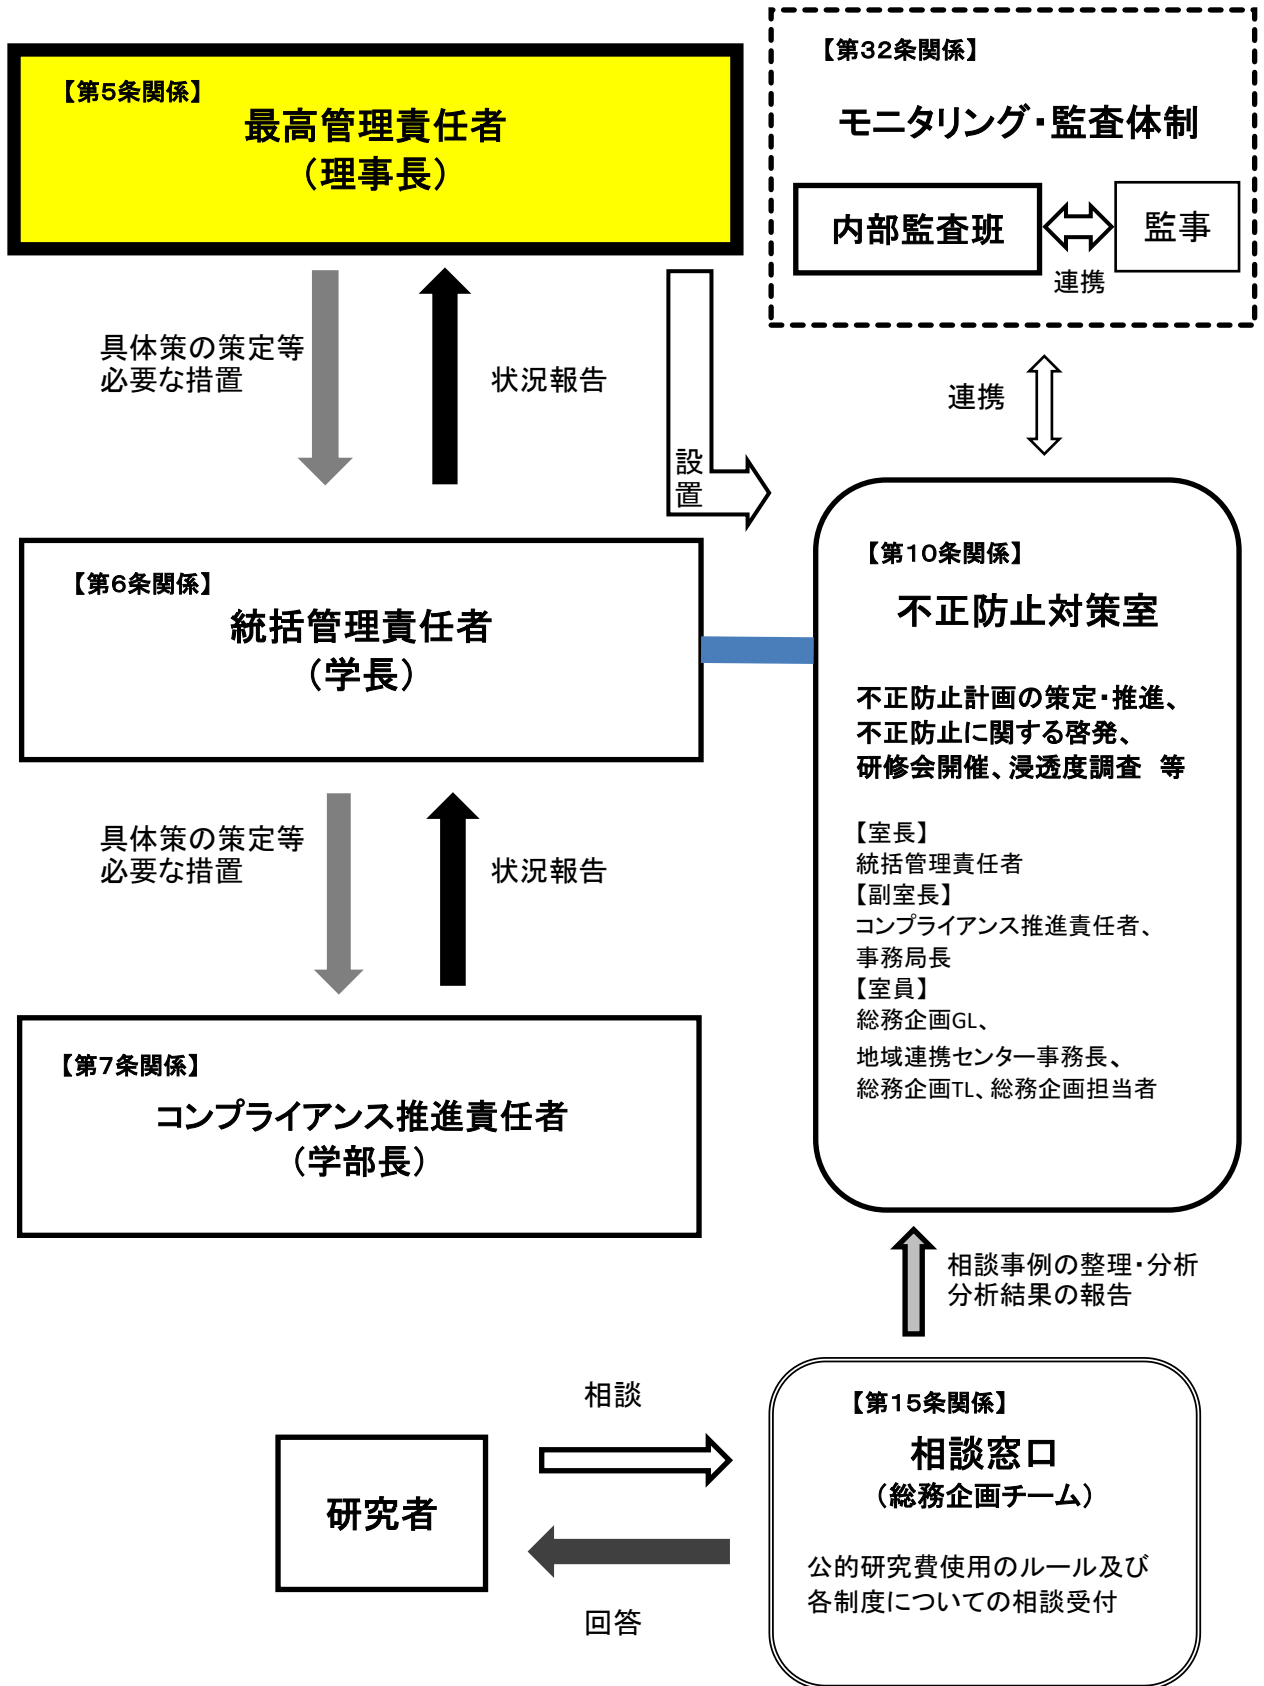 【第5条関係】
最高管理責任者
（理事長）
【第32条関係】
モニタリング・監査体制
内部監査班
監事
連携
具体策の策定等
必要な措置
状況報告
設
置
連携
【第6条関係】
統括管理責任者
（学長）
【第10条関係】
不正防止対策室
不正防止計画の策定・推進、
不正防止に関する啓発、
研修会開催、浸透度調査　等
【室長】
統括管理責任者
【副室長】
コンプライアンス推進責任者、
事務局長
【室員】
総務企画GL、
地域連携センター事務長、
総務企画TL、総務企画担当者
具体策の策定等
必要な措置
状況報告
【第7条関係】
コンプライアンス推進責任者
（学部長）
相談事例の整理・分析
分析結果の報告
相談
研究者
回答
【第15条関係】
相談窓口
（総務企画チーム）
公的研究費使用のルール及び
各制度についての相談受付